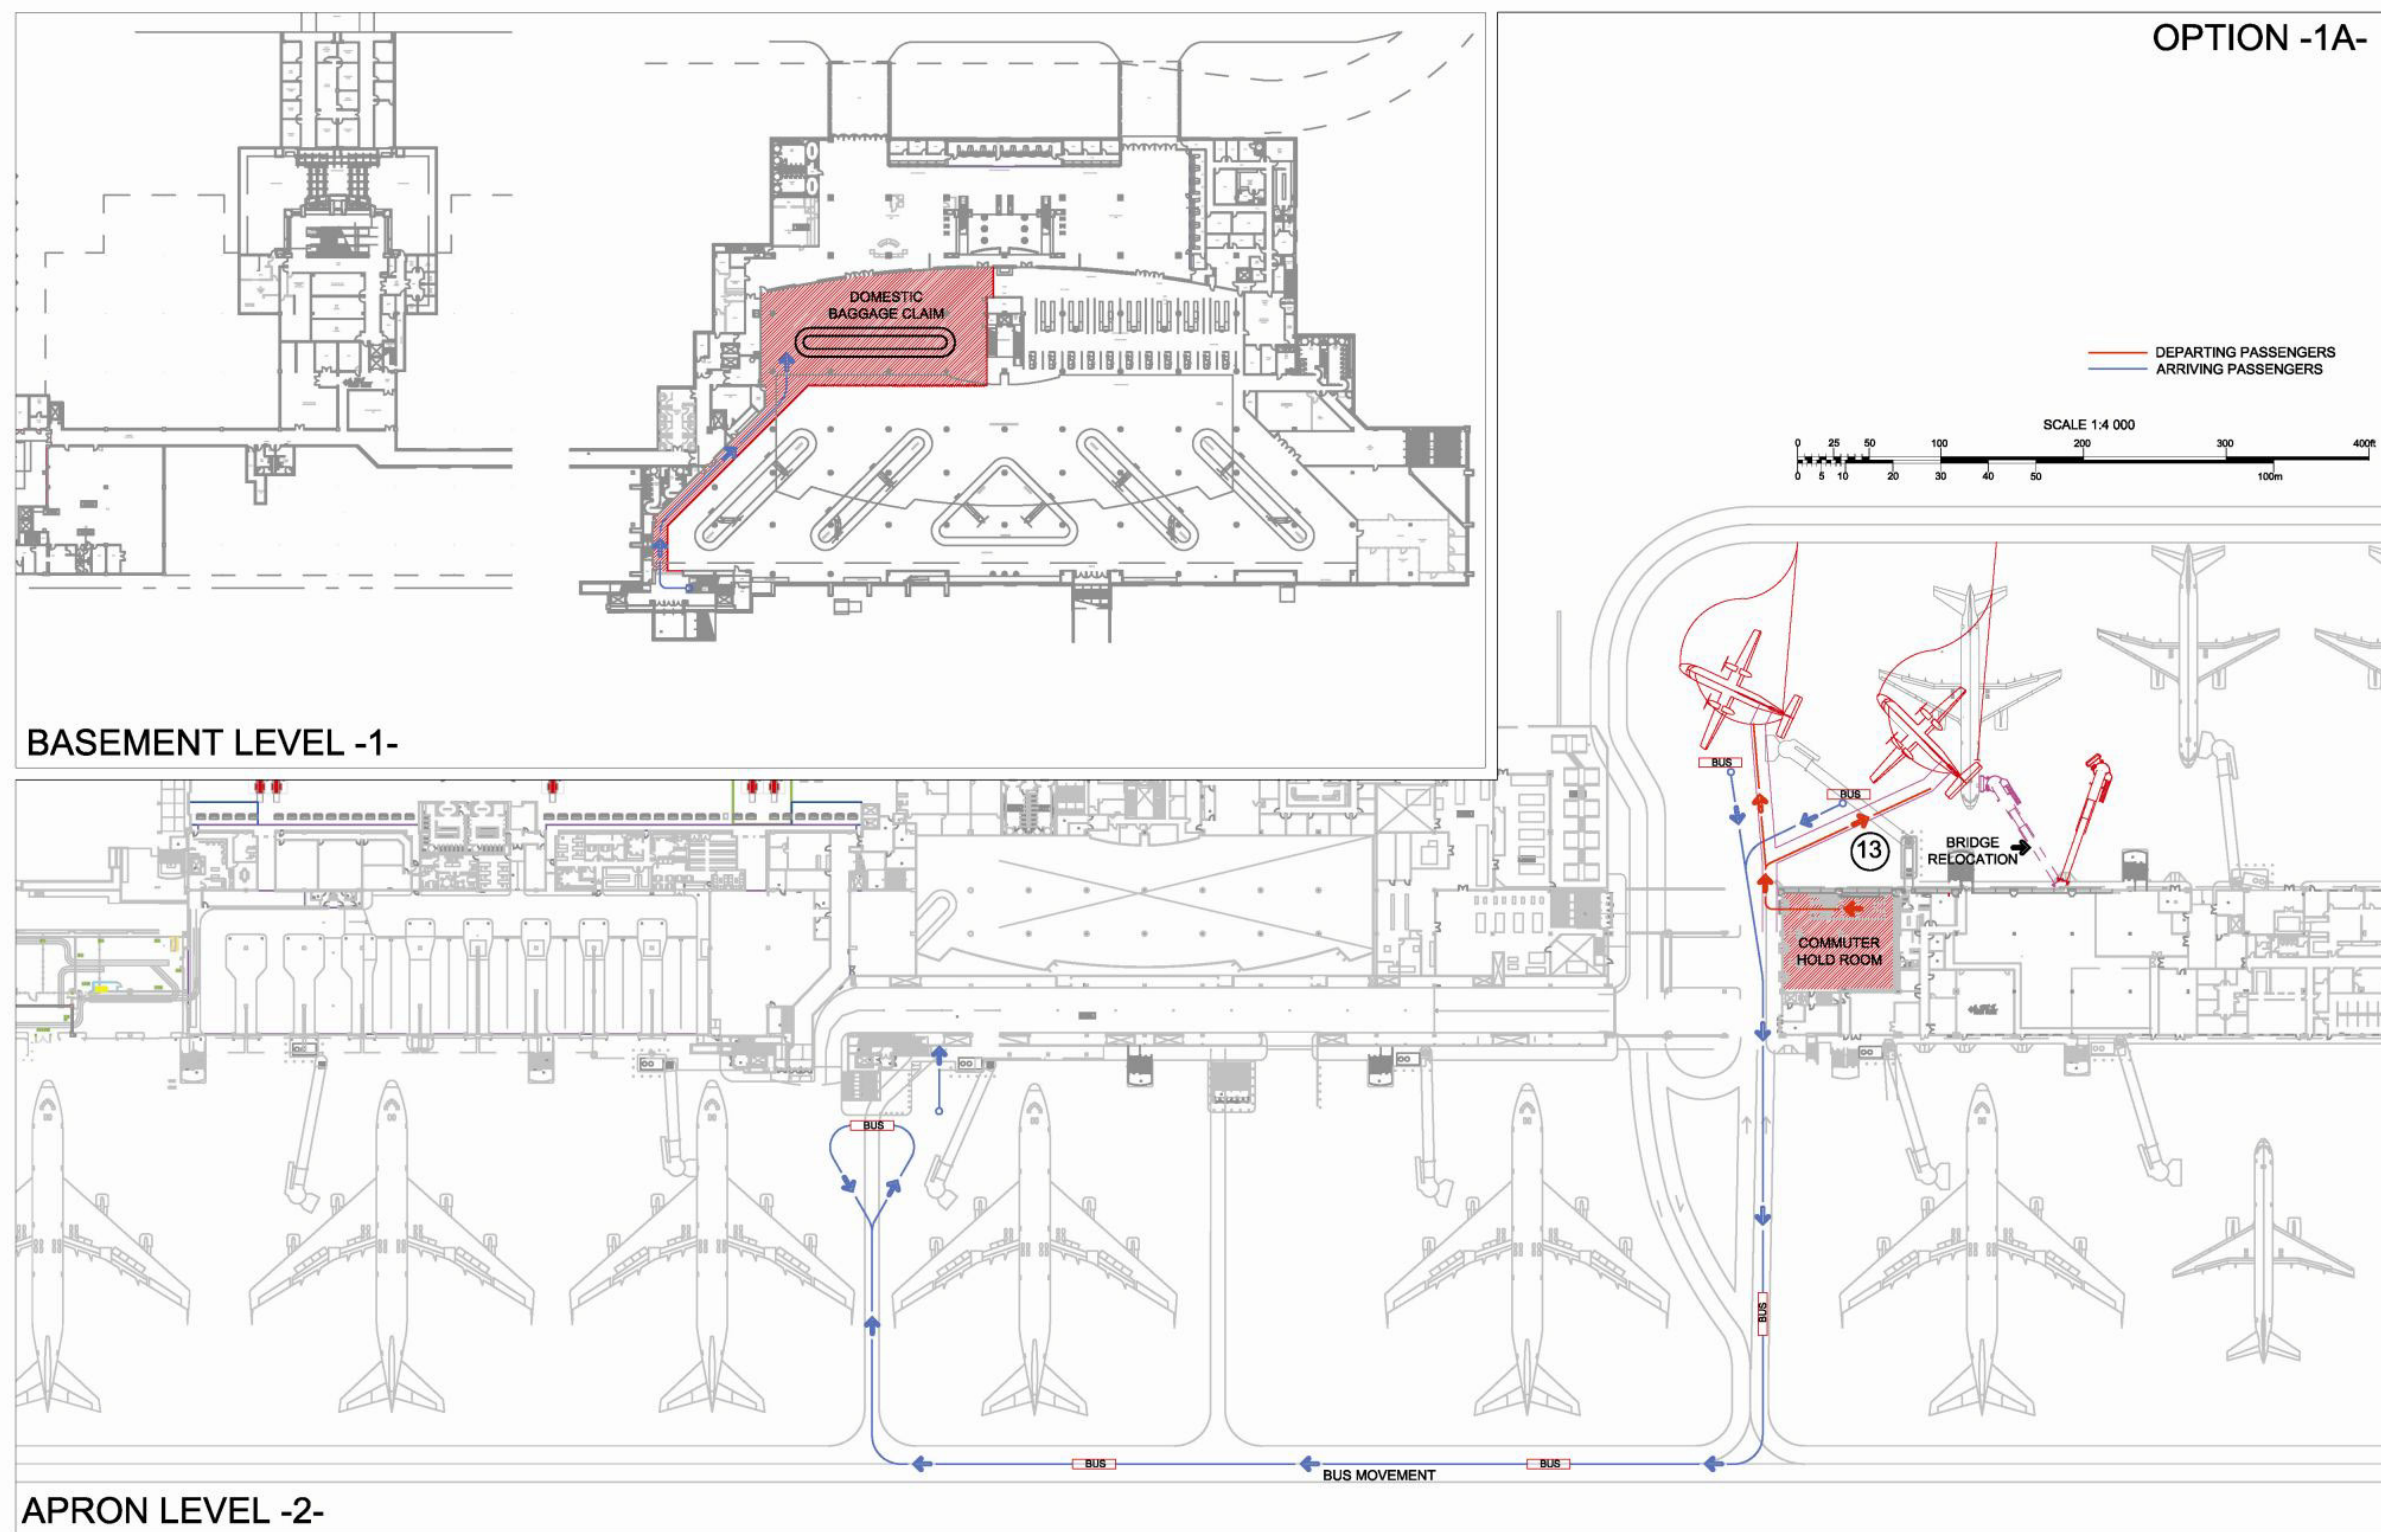 OPTION -1A-
DOMESTIC
BAGGAGE CLAIM
DEPARTING PASSENGERS
ARRIVING PASSENGERS
SCALE 1:4 000
0 25 50 100 200 300 400ft
0 5 10 20 30 40 50 100m
BASEMENT LEVEL -1-
BUS
BUS
13
BRIDGE
RELOCATION
COMMUTER
HOLD ROOM
BUS
BUS
BUS
BUS
BUS MOVEMENT
APRON LEVEL -2-